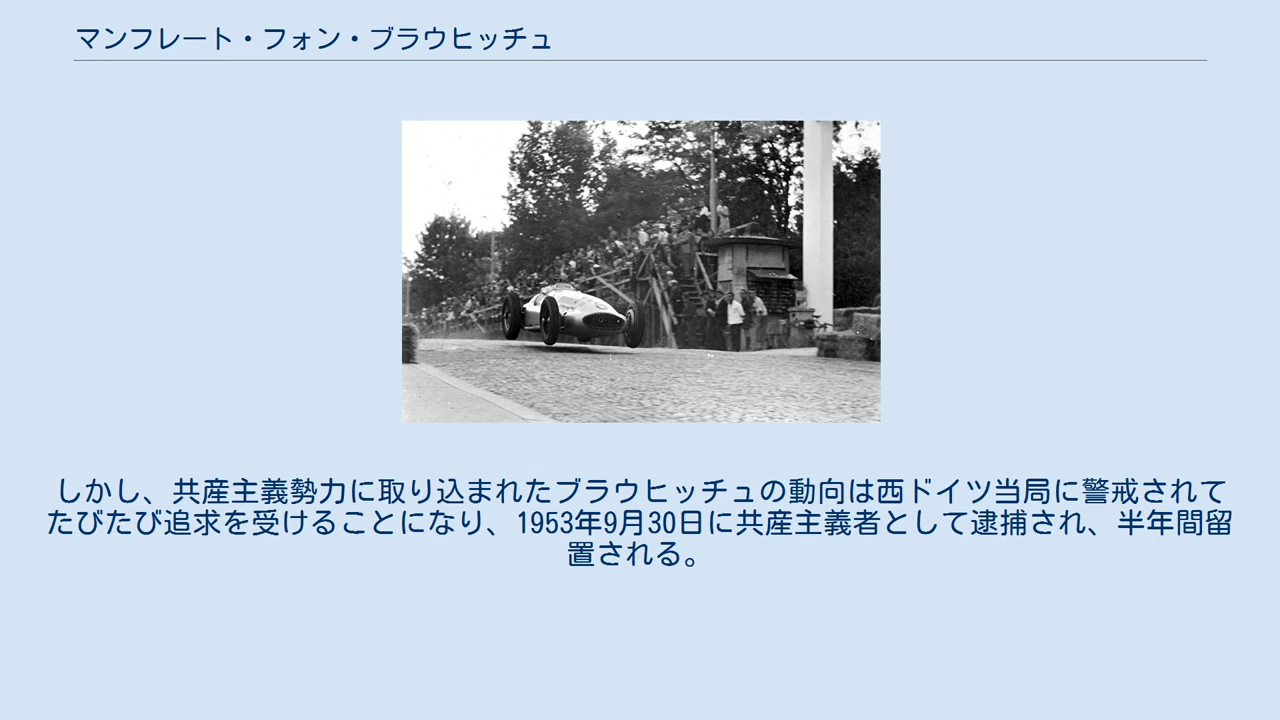 マンフレート・フォン・ブラウヒッチュ
しかし、共産主義勢力に取り込まれたブラウヒッチュの動向は西ドイツ当局に警戒されて
たびたび追求を受けることになり、1953年9月30日に共産主義者として逮捕され、半年間留
置される。